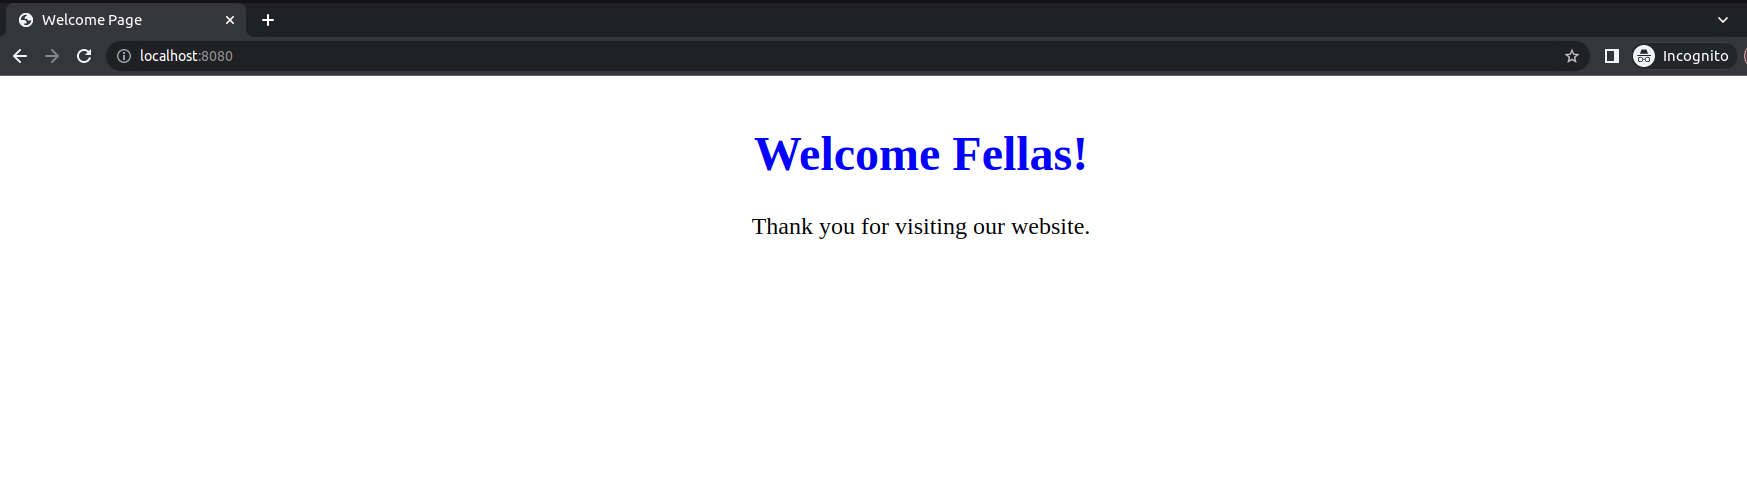 Welcome Page
localhost:8080
Incognito
Welcome Fellas!
Thank you for visiting our website.